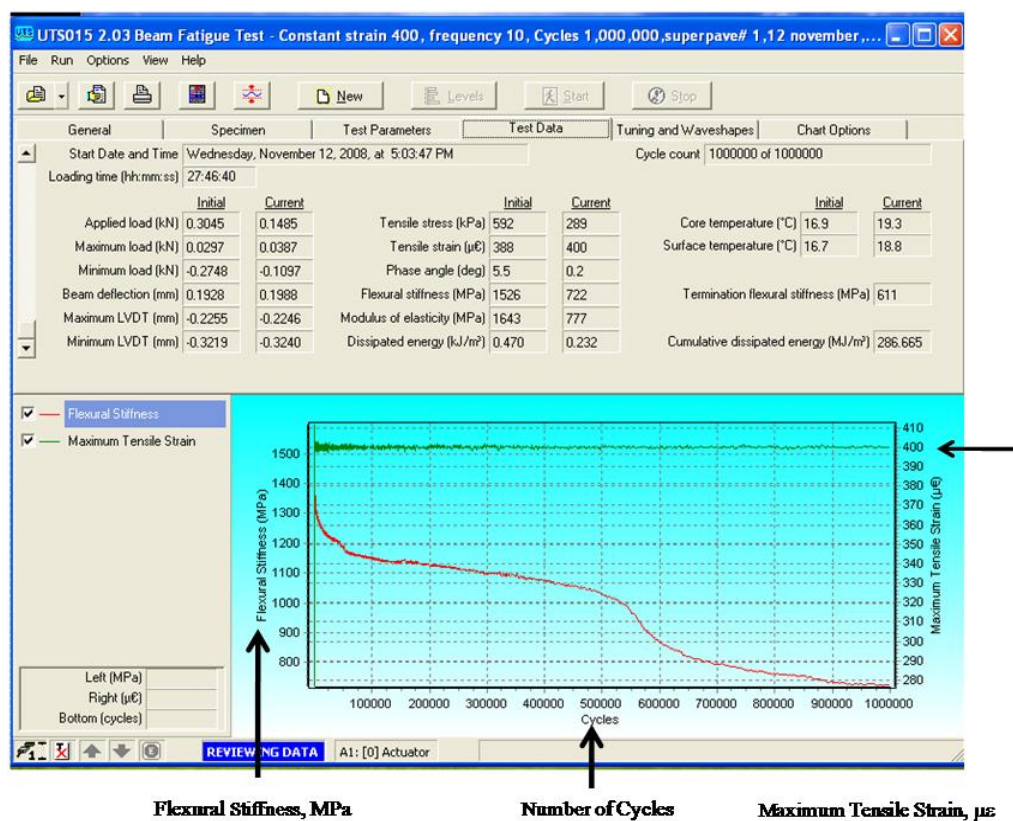 UTS015 2.03 Beam Fatigue Test - Constant strain 400, frequency 10, Cycles 1,000,000,superpave# 1,12 november,...
File Run Options View Help
New Levels Start Stop
General Specimen Test Parameters Test Data Tuning and Waveshapes Chart Options
Start Date and Time Wednesday, November 12, 2008, at 5:03:47 PM Cycle count 1000000 of 1000000
Loading time (hh:mm:ss) 27:46:40
Initial Current Initial Current Initial Current
Applied load (kN) 0.3045 0.1485 Tensile stress (kPa) 592 289 Core temperature (°C) 16.9 19.3
Maximum load (kN) 0.0297 0.0387 Tensile strain (µ€) 388 400 Surface temperature (°C) 16.7 18.8
Minimum load (kN) -0.2748 -0.1097 Phase angle (deg) 5.5 0.2
Beam deflection (mm) 0.1928 0.1988 Flexural stiffness (MPa) 1526 722 Termination flexural stiffness (MPa) 611
Maximum LVDT (mm) -0.2255 -0.2246 Modulus of elasticity (MPa) 1643 777
Minimum LVDT (mm) -0.3219 -0.3240 Dissipated energy (kJ/m³) 0.470 0.232 Cumulative dissipated energy (MJ/m³) 286.665
Flexural Stiffness
Maximum Tensile Strain
Flexural Stiffness (MPa)
1500
1400
1300
1200
1100
1000
900
800
410
400
390
380
370
360
350
340
330
320
310
300
290
280
Maximum Tensile Strain (µ€)
100000 200000 300000 400000 500000 600000 700000 800000 900000 1000000
Cycles
Left (MPa)
Right (µ€)
Bottom (cycles)
REVIEWING DATA A1: [0] Actuator
Flexural Stiffness, MPa Number of Cycles Maximum Tensile Strain, µε